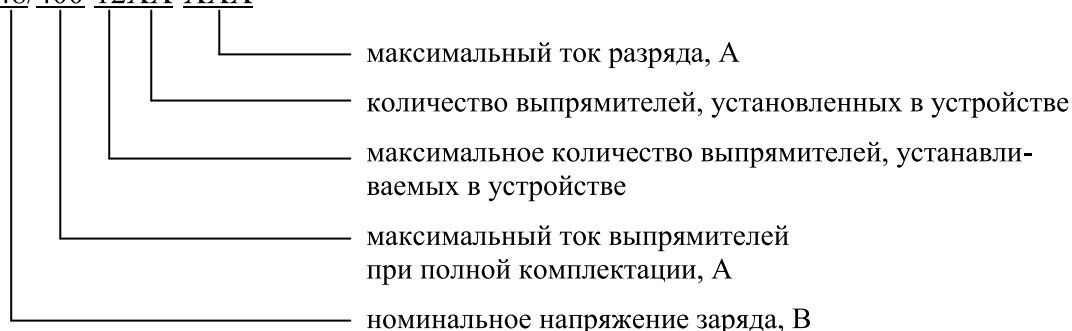 максимальный ток разряда, А
количество выпрямителей, установленных в устройстве
максимальное количество выпрямителей, устанавли-
ваемых в устройстве
максимальный ток выпрямителей
при полной комплектации, А
номинальное напряжение заряда, В